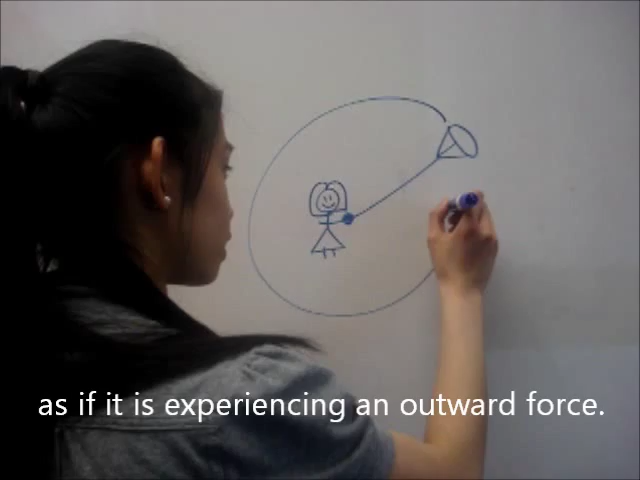 as if it is experiencing an outward force.